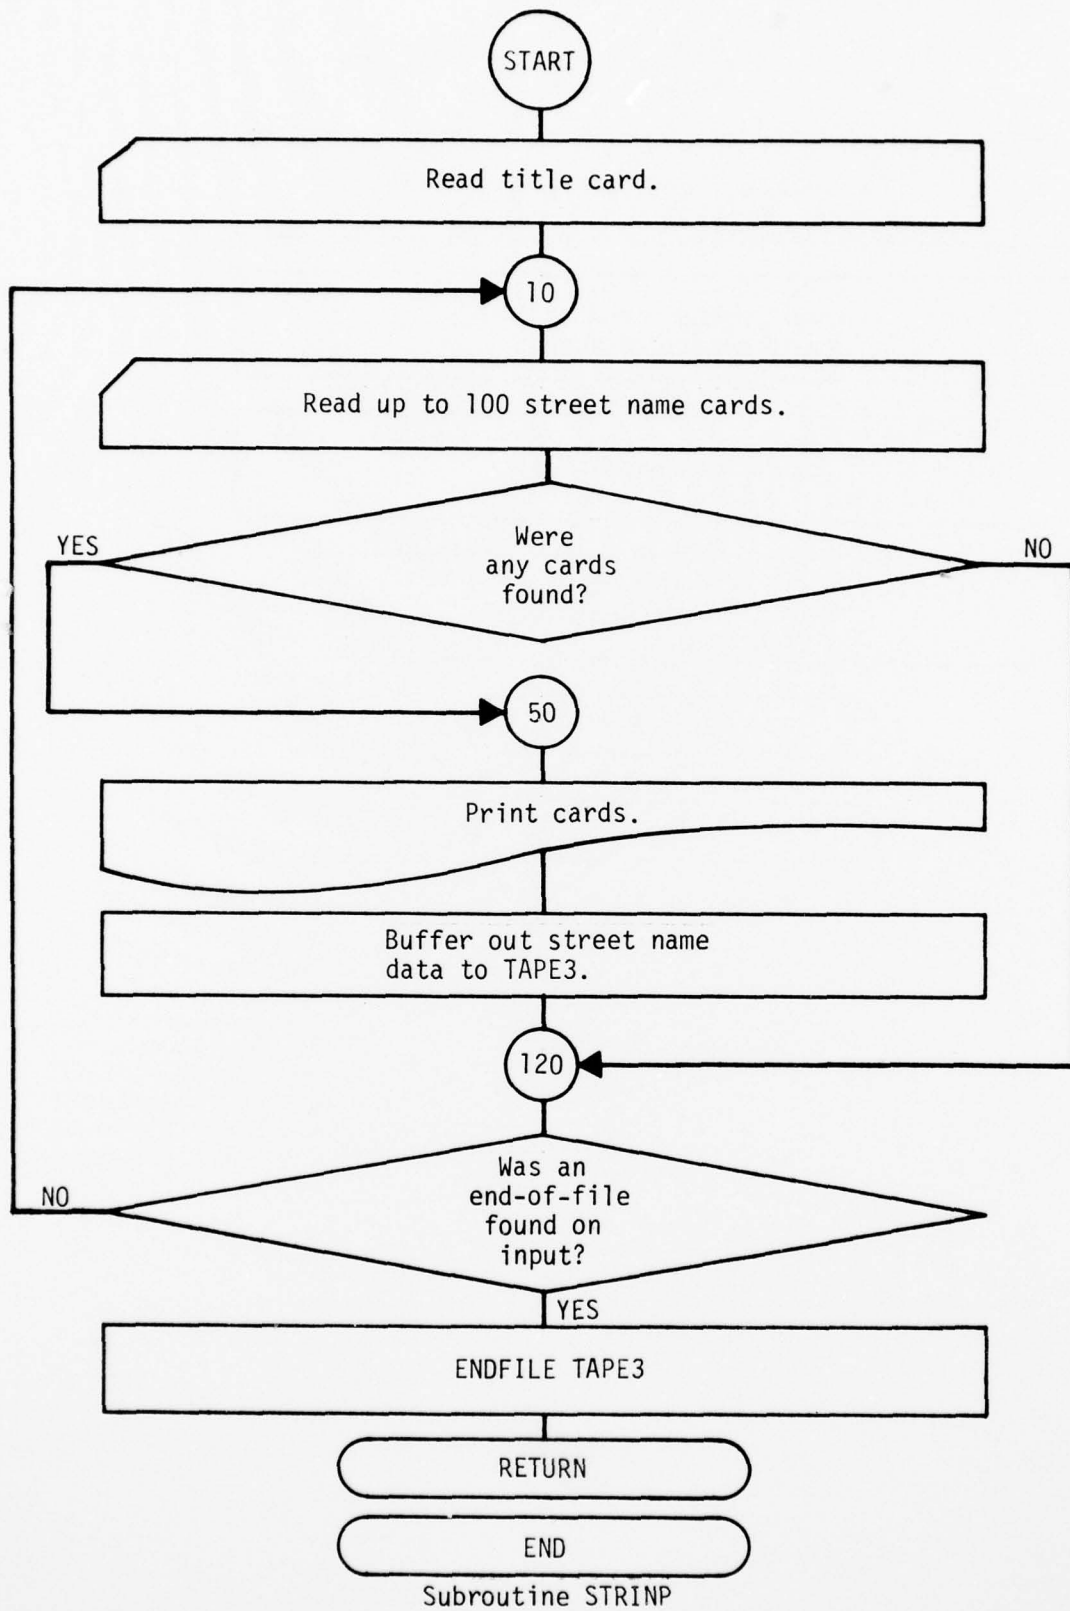 START
Read title card.
10
Read up to 100 street name cards.
Were
any cards
found?
YES
NO
50
Print cards.
Buffer out street name
data to TAPE3.
120
Was an
end-of-file
found on
input?
NO
YES
ENDFILE TAPE3
RETURN
END
Subroutine STRINP